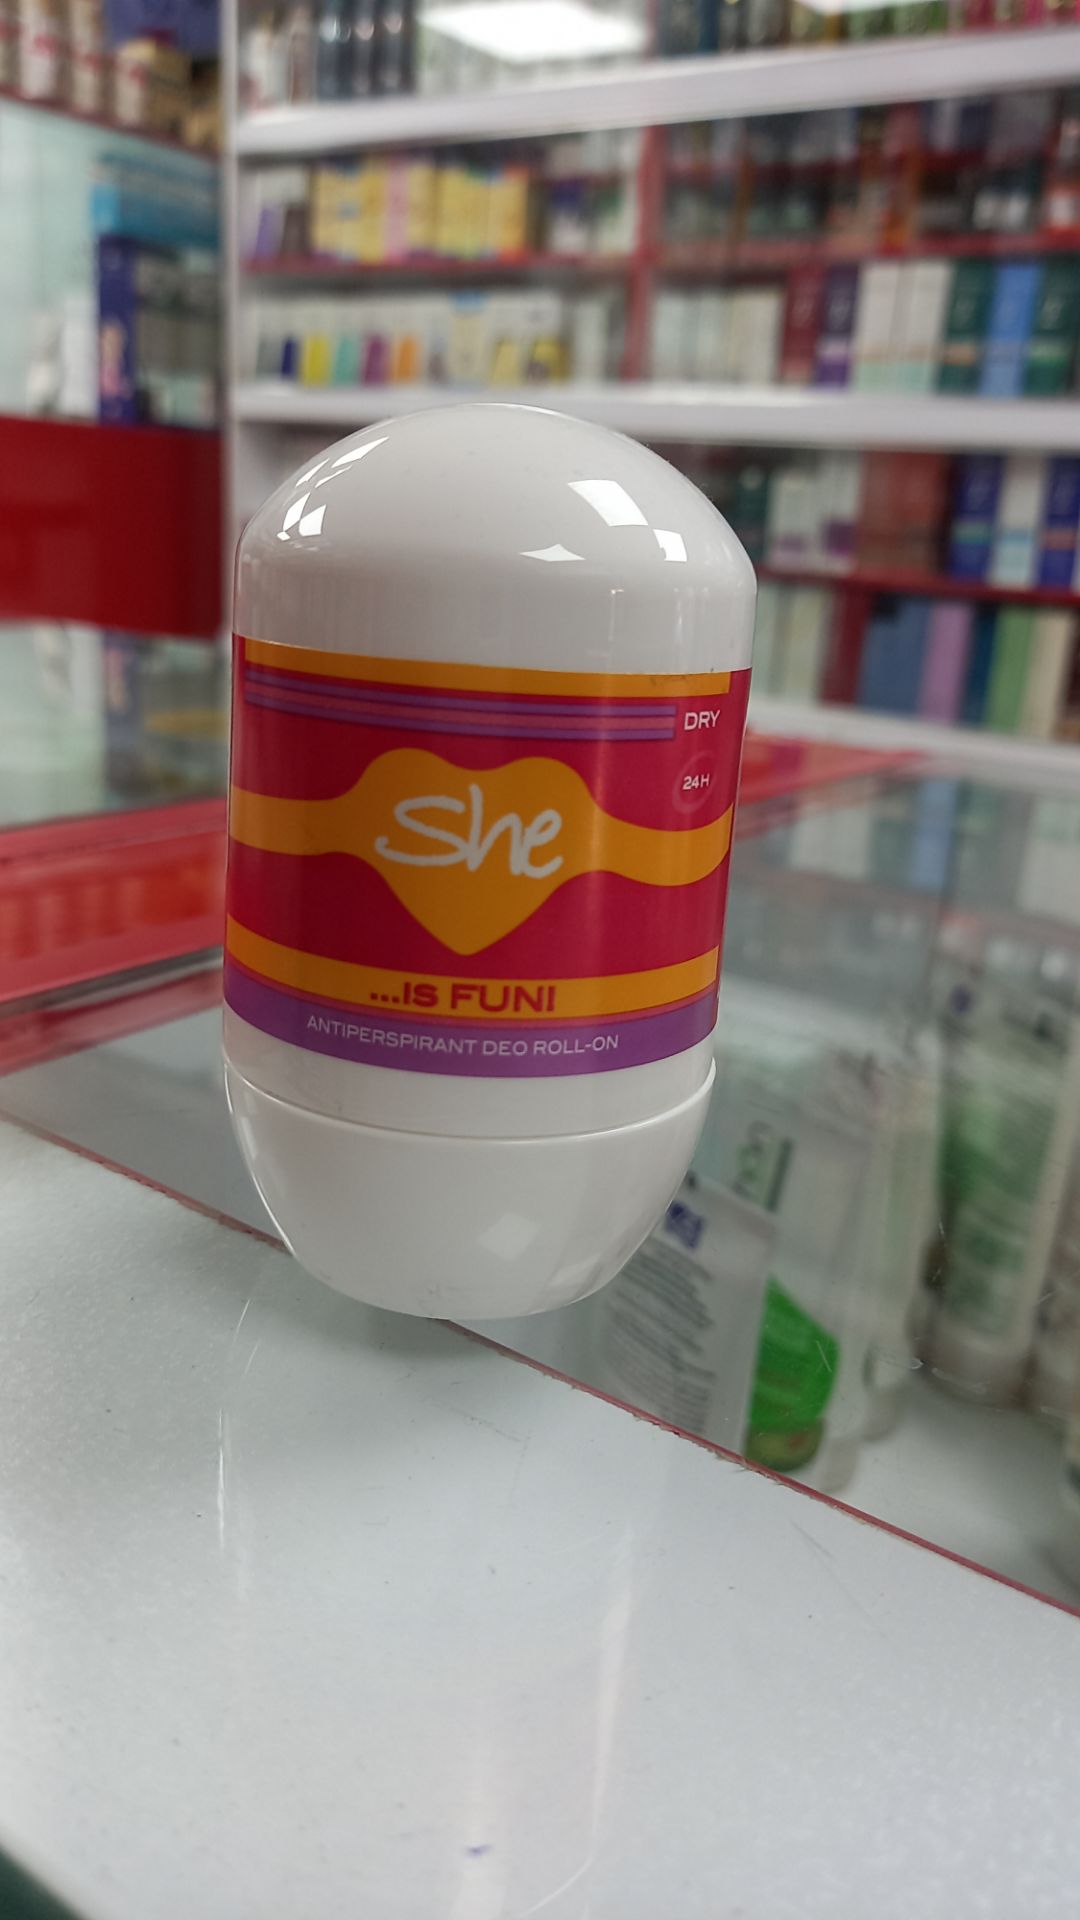 DRY
24H
She
...IS FUN!
ANTIPERSPIRANT DEO ROLL-ON